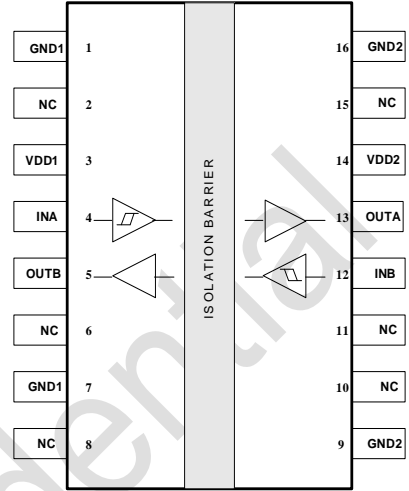 GND1 1 16 GND2
NC 2 15 NC
VDD1 3 14 VDD2
INA 4 13 OUTA
OUTB 5 12 INB
NC 6 11 NC
GND1 7 10 NC
NC 8 9 GND2
ISOLATION BARRIER
dential